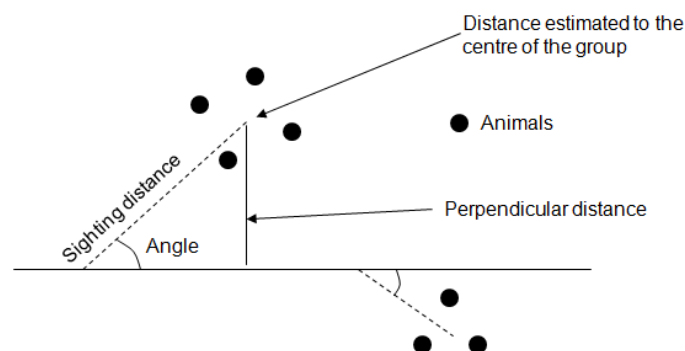 Distance estimated to the
centre of the group
Animals
Sighting distance
Perpendicular distance
Angle